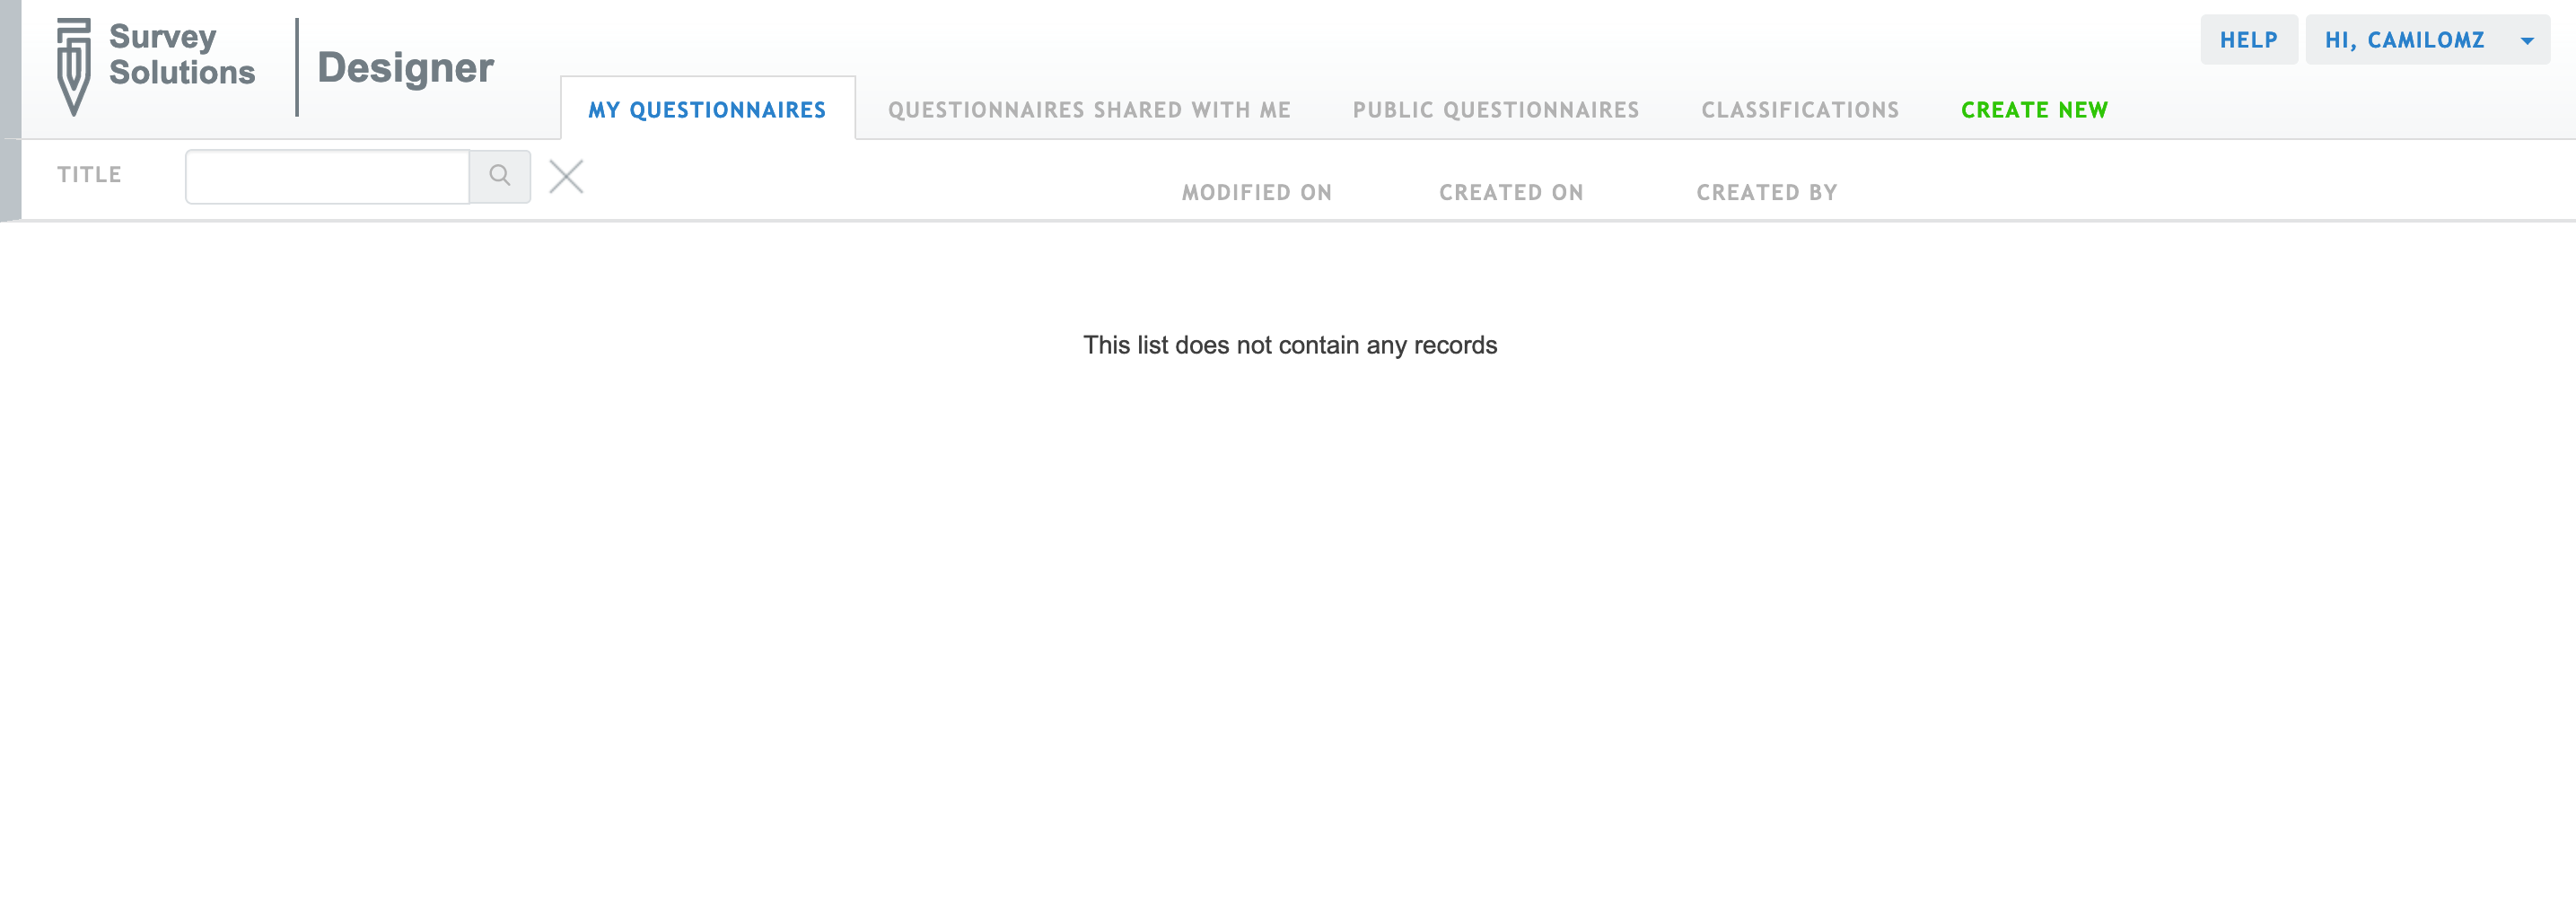 Survey
Solutions
Designer
HELP
HI, CAMILOMZ
MY QUESTIONNAIRES
QUESTIONNAIRES SHARED WITH ME
PUBLIC QUESTIONNAIRES
CLASSIFICATIONS
CREATE NEW
TITLE
MODIFIED ON
CREATED ON
CREATED BY
This list does not contain any records